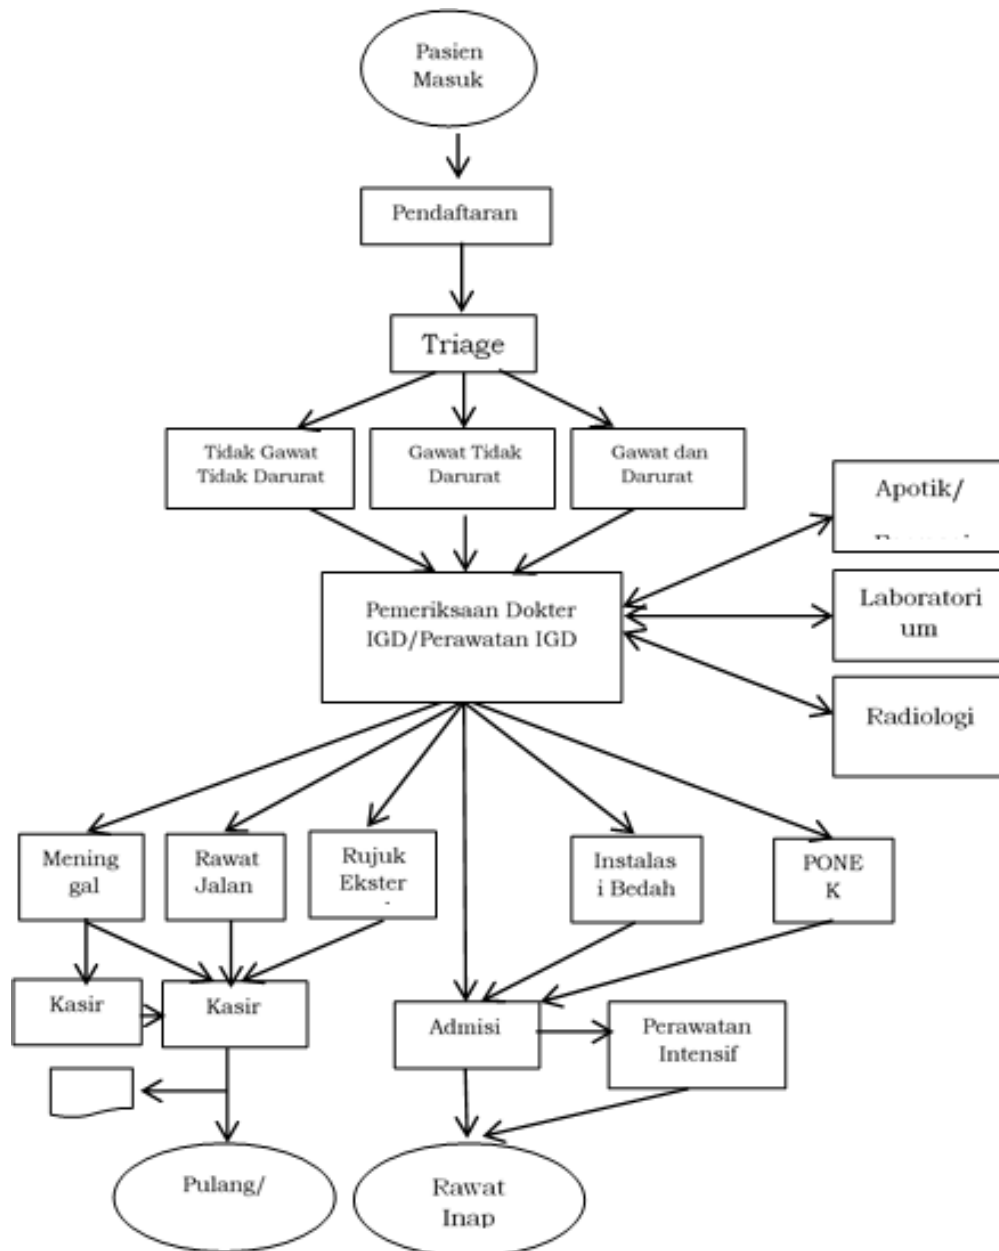 Pasien
Masuk
Pendaftaran
Triage
Tidak Gawat
Tidak Darurat
Gawat Tidak
Darurat
Gawat dan
Darurat
Apotik/
Pemeriksaan Dokter
IGD/Perawatan IGD
Laboratori
um
Radiologi
Mening
gal
Rawat
Jalan
Rujuk
Ekster
Instalas
i Bedah
PONE
K
Kasir
Kasir
Admisi
Perawatan
Intensif
Pulang/
Rawat
Inap